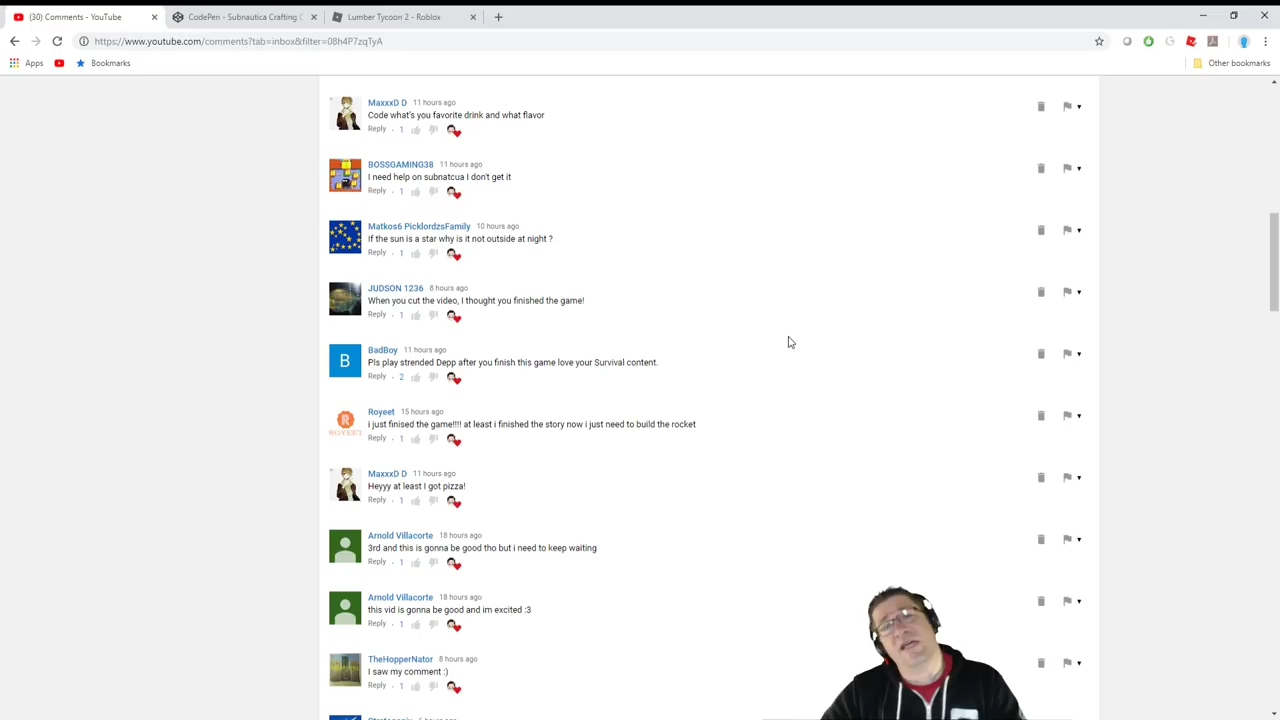 (30) Comments - YouTube
CodePen - Subnautica Crafting C
Lumber Tycoon 2 - Roblox
https://www.youtube.com/comments?tab=inbox&filter=08h4P7zqTyA
Apps
Bookmarks
Other bookmarks
MaxxxD D 11 hours ago
Code what's you favorite drink and what flavor
Reply 1
BOSSGAMING38 11 hours ago
I need help on subnatcua I don't get it
Reply 1
Matkos6 PicklordzsFamily 10 hours ago
If the sun is a star why is it not outside at night ?
Reply 1
JUDSON 1236 8 hours ago
When you cut the video, I thought you finished the game!
Reply 1
B
BadBoy 11 hours ago
Pls play strended Depp after you finish this game love your Survival content.
Reply 2
R
ROYEET
Royeet 15 hours ago
i just finised the game!!!! at least i finished the story now i just need to build the rocket
Reply 1
MaxxxD D 11 hours ago
Heyyy at least I got pizza!
Reply 1
Arnold Villacorte 18 hours ago
3rd and this is gonna be good tho but i need to keep waiting
Reply 1
Arnold Villacorte 18 hours ago
this vid is gonna be good and im excited :3
Reply 1
TheHopperNator 8 hours ago
I saw my comment :)
Reply 1